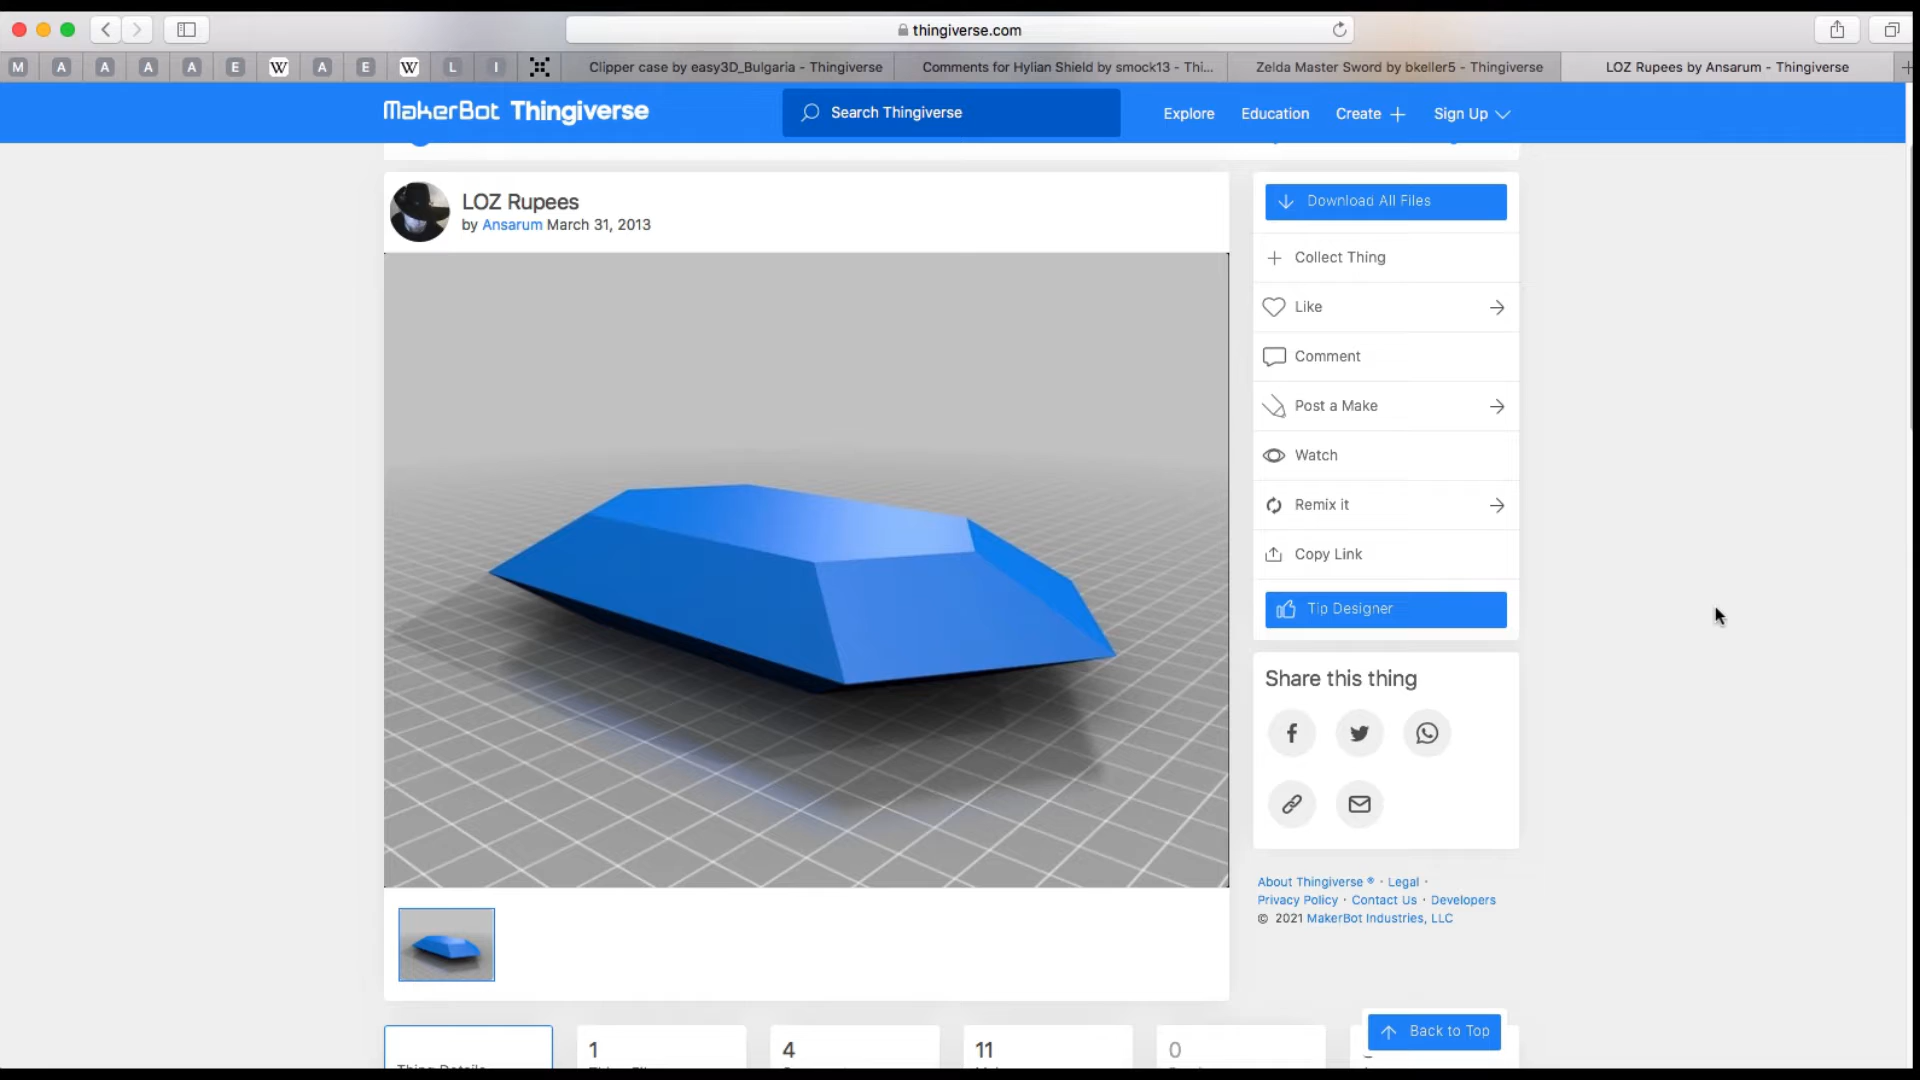 thingiverse.com
M A A A A E W A E W L I
Clipper case by easy3D_Bulgaria - Thingiverse
Comments for Hylian Shield by smock13 - Thi...
Zelda Master Sword by bkeller5 - Thingiverse
LOZ Rupees by Ansarum - Thingiverse
MakerBot Thingiverse
Search Thingiverse
Explore
Education
Create
Sign Up
LOZ Rupees
by Ansarum March 31, 2013
Download All Files
Collect Thing
Like
Comment
Post a Make
Watch
Remix it
Copy Link
Tip Designer
Share this thing
About Thingiverse ® · Legal ·
Privacy Policy · Contact Us · Developers
© 2021 MakerBot Industries, LLC
Back to Top
Thing Details
1
4
11
0